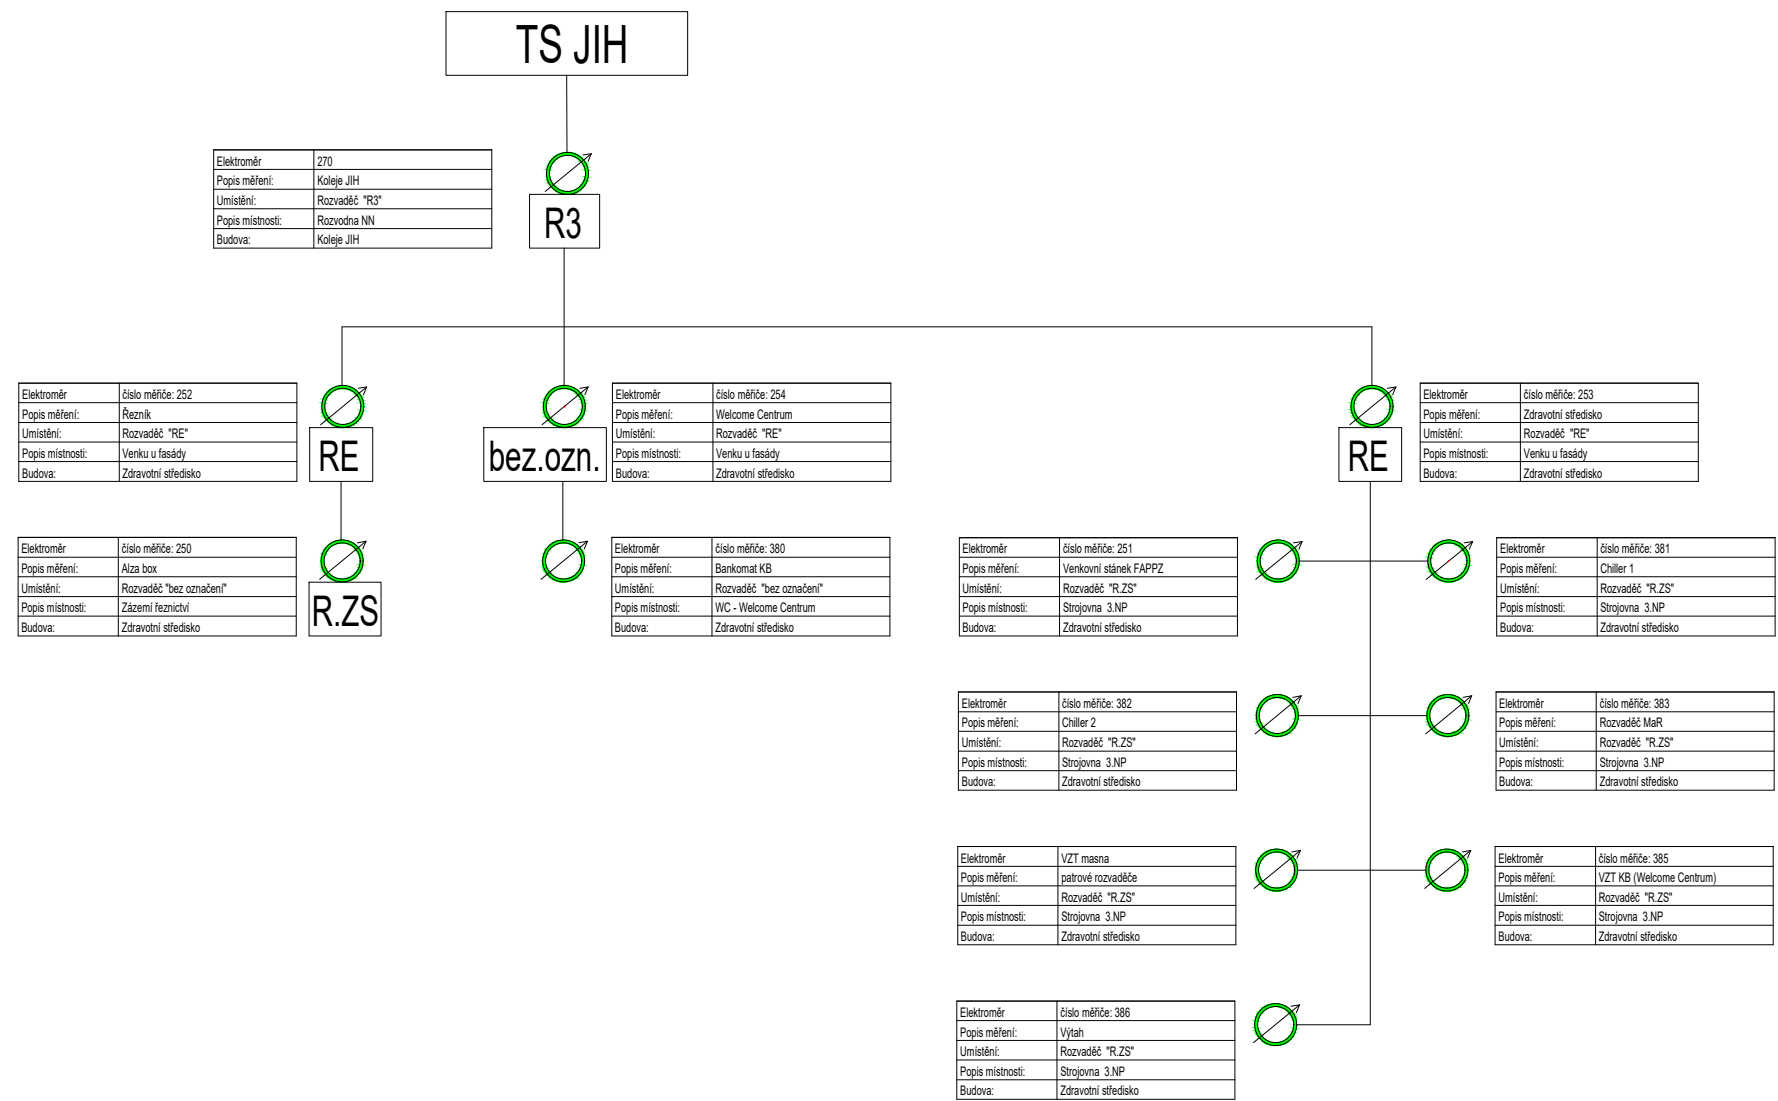 TS JIH
Elektroměr 270
Popis měření: Koleje JIH
Umístění: Rozvaděč "R3"
Popis místnosti: Rozvodna NN
Budova: Koleje JIH
R3
Elektroměr číslo měřiče: 252
Popis měření: Řezník
Umístění: Rozvaděč "RE"
Popis místnosti: Venku u fasády
Budova: Zdravotní středisko
RE
bez.ozn.
Elektroměr číslo měřiče: 254
Popis měření: Welcome Centrum
Umístění: Rozvaděč "RE"
Popis místnosti: Venku u fasády
Budova: Zdravotní středisko
RE
Elektroměr číslo měřiče: 253
Popis měření: Zdravotní středisko
Umístění: Rozvaděč "RE"
Popis místnosti: Venku u fasády
Budova: Zdravotní středisko
Elektroměr číslo měřiče: 250
Popis měření: Alza box
Umístění: Rozvaděč "bez označení"
Popis místnosti: Zázemí řeznictví
Budova: Zdravotní středisko
R.ZS
Elektroměr číslo měřiče: 380
Popis měření: Bankomat KB
Umístění: Rozvaděč "bez označení"
Popis místnosti: WC - Welcome Centrum
Budova: Zdravotní středisko
Elektroměr číslo měřiče: 251
Popis měření: Venkovní stánek FAPPZ
Umístění: Rozvaděč "R.ZS"
Popis místnosti: Strojovna 3.NP
Budova: Zdravotní středisko
Elektroměr číslo měřiče: 381
Popis měření: Chiller 1
Umístění: Rozvaděč "R.ZS"
Popis místnosti: Strojovna 3.NP
Budova: Zdravotní středisko
Elektroměr číslo měřiče: 382
Popis měření: Chiller 2
Umístění: Rozvaděč "R.ZS"
Popis místnosti: Strojovna 3.NP
Budova: Zdravotní středisko
Elektroměr číslo měřiče: 383
Popis měření: Rozvaděč MaR
Umístění: Rozvaděč "R.ZS"
Popis místnosti: Strojovna 3.NP
Budova: Zdravotní středisko
Elektroměr VZT masna
Popis měření: patrové rozvaděče
Umístění: Rozvaděč "R.ZS"
Popis místnosti: Strojovna 3.NP
Budova: Zdravotní středisko
Elektroměr číslo měřiče: 385
Popis měření: VZT KB (Welcome Centrum)
Umístění: Rozvaděč "R.ZS"
Popis místnosti: Strojovna 3.NP
Budova: Zdravotní středisko
Elektroměr číslo měřiče: 386
Popis měření: Výtah
Umístění: Rozvaděč "R.ZS"
Popis místnosti: Strojovna 3.NP
Budova: Zdravotní středisko